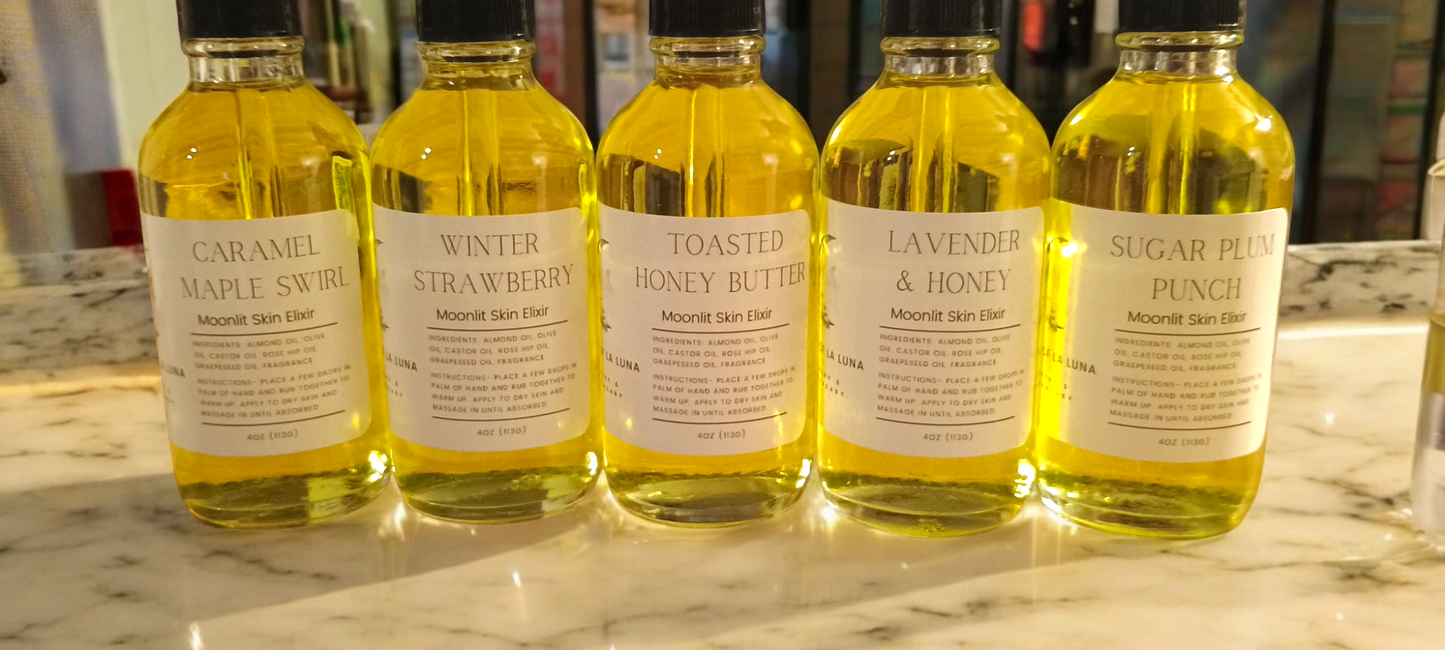 CARAMEL
MAPLE SWIRL
Moonlit Skin Elixir
INGREDIENTS: ALMOND OIL, OLIVE
OIL, CASTOR OIL, ROSE HIP OIL,
GRAEPESEED OIL, FRAGRANCE
INSTRUCTIONS- PLACE A FEW DROPS IN
PALM OF HAND AND RUB TOGETHER TO
WARM UP. APPLY TO DRY SKIN AND
MASSAGE IN UNTIL ABSORBED
4OZ (113G)
LUNA
WINTER
STRAWBERRY
Moonlit Skin Elixir
INGREDIENTS: ALMOND OIL, OLIVE
OIL, CASTOR OIL, ROSE HIP OIL,
GRAEPESEED OIL, FRAGRANCE
INSTRUCTIONS- PLACE A FEW DROPS IN
PALM OF HAND AND RUB TOGETHER TO
WARM UP. APPLY TO DRY SKIN AND
MASSAGE IN UNTIL ABSORBED
4OZ (113G)
LA LUNA
&
TOASTED
HONEY BUTTER
Moonlit Skin Elixir
INGREDIENTS: ALMOND OIL, OLIVE
OIL, CASTOR OIL, ROSE HIP OIL,
GRAEPESEED OIL, FRAGRANCE
INSTRUCTIONS- PLACE A FEW DROPS IN
PALM OF HAND AND RUB TOGETHER TO
WARM UP. APPLY TO DRY SKIN AND
MASSAGE IN UNTIL ABSORBED
4OZ (113G)
LA LUNA
&
LAVENDER
& HONEY
Moonlit Skin Elixir
INGREDIENTS: ALMOND OIL, OLIVE
OIL, CASTOR OIL, ROSE HIP OIL,
GRAEPESEED OIL, FRAGRANCE
INSTRUCTIONS- PLACE A FEW DROPS IN
PALM OF HAND AND RUB TOGETHER TO
WARM UP. APPLY TO DRY SKIN AND
MASSAGE IN UNTIL ABSORBED
4OZ (113G)
LA LUNA
&
SUGAR PLUM
PUNCH
Moonlit Skin Elixir
INGREDIENTS: ALMOND OIL, OLIVE
OIL, CASTOR OIL, ROSE HIP OIL,
GRAEPESEED OIL, FRAGRANCE
INSTRUCTIONS- PLACE A FEW DROPS IN
PALM OF HAND AND RUB TOGETHER TO
WARM UP. APPLY TO DRY SKIN AND
MASSAGE IN UNTIL ABSORBED
4OZ (113G)
LA LUNA
&